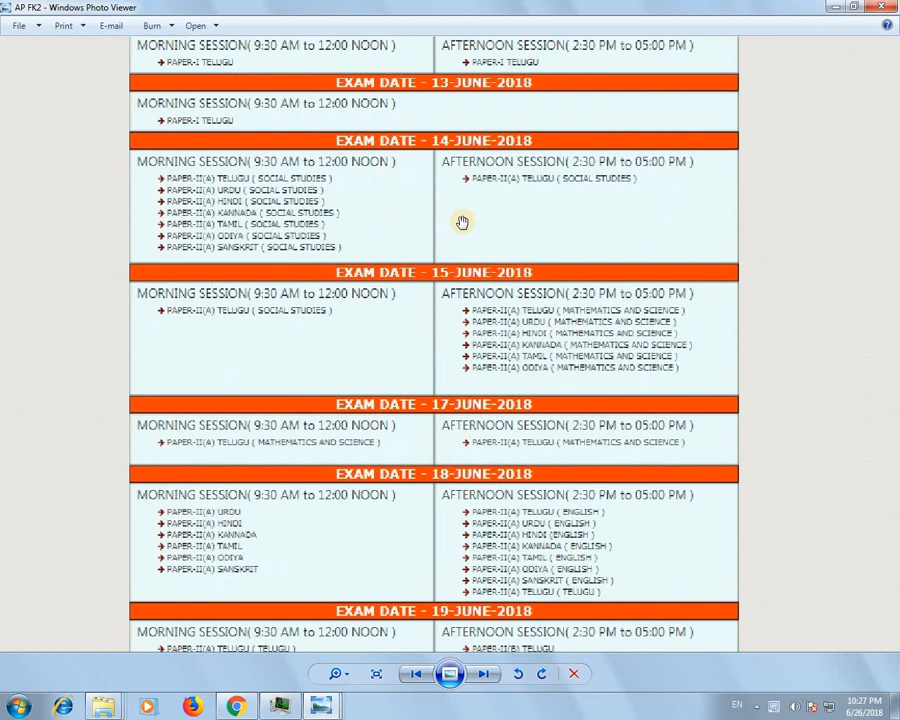 AP FK2 - Windows Photo Viewer
File Print E-mail Burn Open
MORNING SESSION( 9:30 AM to 12:00 NOON )
PAPER-I TELUGU
AFTERNOON SESSION( 2:30 PM to 05:00 PM )
PAPER-I TELUGU
EXAM DATE - 13-JUNE-2018
MORNING SESSION( 9:30 AM to 12:00 NOON )
PAPER-I TELUGU
EXAM DATE - 14-JUNE-2018
MORNING SESSION( 9:30 AM to 12:00 NOON )
PAPER-II(A) TELUGU ( SOCIAL STUDIES )
PAPER-II(A) URDU ( SOCIAL STUDIES )
PAPER-II(A) HINDI ( SOCIAL STUDIES )
PAPER-II(A) KANNADA ( SOCIAL STUDIES )
PAPER-II(A) TAMIL ( SOCIAL STUDIES )
PAPER-II(A) ODIYA ( SOCIAL STUDIES )
PAPER-II(A) SANSKRIT ( SOCIAL STUDIES )
AFTERNOON SESSION( 2:30 PM to 05:00 PM )
PAPER-II(A) TELUGU ( SOCIAL STUDIES )
EXAM DATE - 15-JUNE-2018
MORNING SESSION( 9:30 AM to 12:00 NOON )
PAPER-II(A) TELUGU ( SOCIAL STUDIES )
AFTERNOON SESSION( 2:30 PM to 05:00 PM )
PAPER-II(A) TELUGU ( MATHEMATICS AND SCIENCE )
PAPER-II(A) URDU ( MATHEMATICS AND SCIENCE )
PAPER-II(A) HINDI ( MATHEMATICS AND SCIENCE )
PAPER-II(A) KANNADA ( MATHEMATICS AND SCIENCE )
PAPER-II(A) TAMIL ( MATHEMATICS AND SCIENCE )
PAPER-II(A) ODIYA ( MATHEMATICS AND SCIENCE )
EXAM DATE - 17-JUNE-2018
MORNING SESSION( 9:30 AM to 12:00 NOON )
PAPER-II(A) TELUGU ( MATHEMATICS AND SCIENCE )
AFTERNOON SESSION( 2:30 PM to 05:00 PM )
PAPER-II(A) TELUGU ( MATHEMATICS AND SCIENCE )
EXAM DATE - 18-JUNE-2018
MORNING SESSION( 9:30 AM to 12:00 NOON )
PAPER-II(A) URDU
PAPER-II(A) HINDI
PAPER-II(A) KANNADA
PAPER-II(A) TAMIL
PAPER-II(A) ODIYA
PAPER-II(A) SANSKRIT
AFTERNOON SESSION( 2:30 PM to 05:00 PM )
PAPER-II(A) TELUGU ( ENGLISH )
PAPER-II(A) URDU ( ENGLISH )
PAPER-II(A) HINDI (ENGLISH )
PAPER-II(A) KANNADA ( ENGLISH )
PAPER-II(A) TAMIL ( ENGLISH )
PAPER-II(A) ODIYA ( ENGLISH )
PAPER-II(A) SANSKRIT ( ENGLISH )
PAPER-II(A) TELUGU ( TELUGU )
EXAM DATE - 19-JUNE-2018
MORNING SESSION( 9:30 AM to 12:00 NOON )
PAPER-II(A) TELUGU ( TELUGU )
AFTERNOON SESSION( 2:30 PM to 05:00 PM )
PAPER-II(B) TELUGU
EN
10:27 PM
6/26/2018